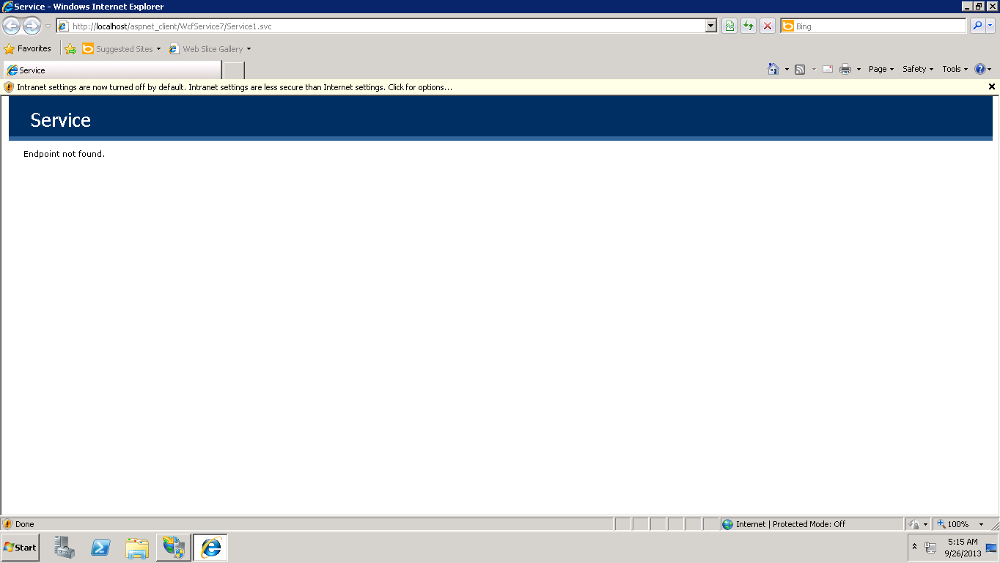 Service - Windows Internet Explorer
http://localhost/aspnet_client/WcfService7/Service1.svc
Bing
Favorites
Suggested Sites
Web Slice Gallery
Service
Page
Safety
Tools
Intranet settings are now turned off by default. Intranet settings are less secure than Internet settings. Click for options...
Service
Endpoint not found.
Done
Internet | Protected Mode: Off
100%
Start
5:15 AM
9/26/2013